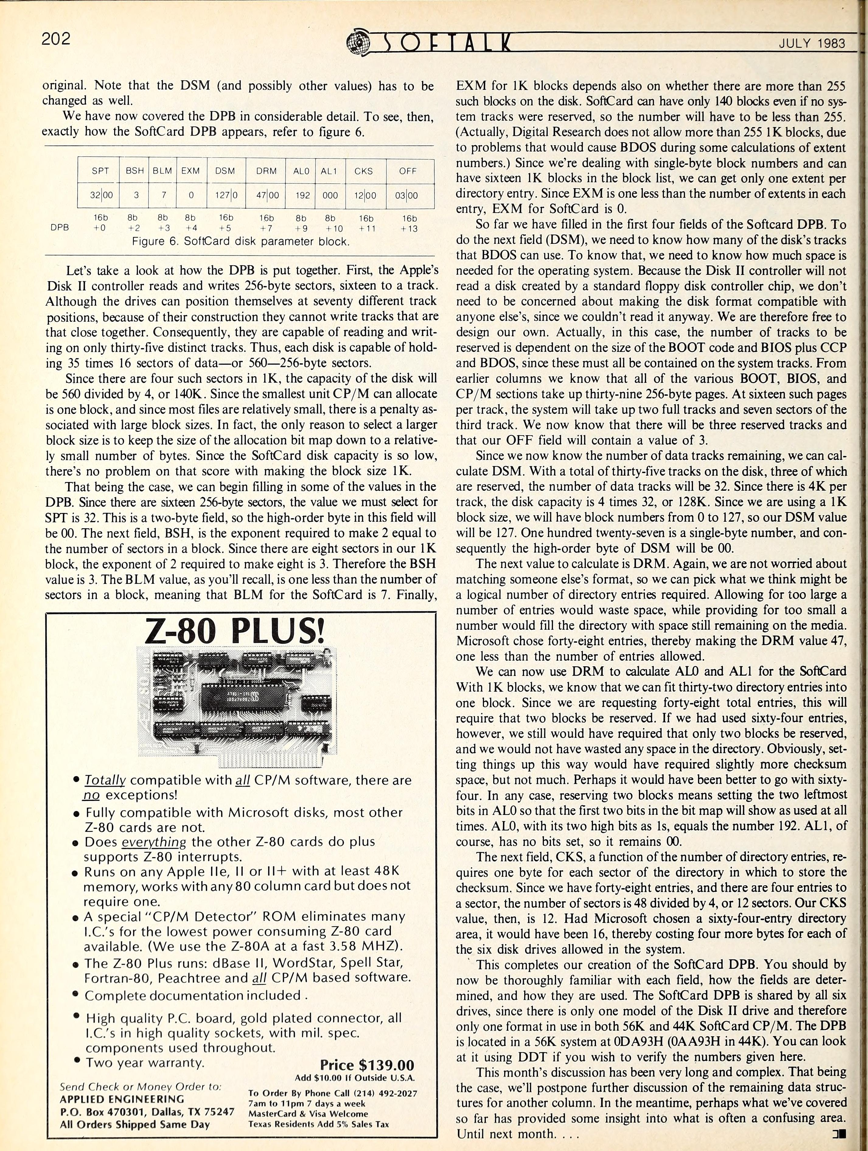 202
SOFTALK
JULY 1983
original. Note that the DSM (and possibly other values) has to be
changed as well.
We have now covered the DPB in considerable detail. To see, then,
exactly how the SoftCard DPB appears, refer to figure 6.
SPT BSH BLM EXM DSM DRM AL0 AL1 CKS OFF
32|00 3 7 0 127|0 47|00 192 000 12|00 03|00
16b 8b 8b 8b 16b 16b 8b 8b 16b 16b
DPB +0 +2 +3 +4 +5 +7 +9 +10 +11 +13
Figure 6. SoftCard disk parameter block.
Let's take a look at how the DPB is put together. First, the Apple's
Disk II controller reads and writes 256-byte sectors, sixteen to a track.
Although the drives can position themselves at seventy different track
positions, because of their construction they cannot write tracks that are
that close together. Consequently, they are capable of reading and writ-
ing on only thirty-five distinct tracks. Thus, each disk is capable of hold-
ing 35 times 16 sectors of data—or 560—256-byte sectors.
Since there are four such sectors in 1K, the capacity of the disk will
be 560 divided by 4, or 140K. Since the smallest unit CP/M can allocate
is one block, and since most files are relatively small, there is a penalty as-
sociated with large block sizes. In fact, the only reason to select a larger
block size is to keep the size of the allocation bit map down to a relative-
ly small number of bytes. Since the SoftCard disk capacity is so low,
there's no problem on that score with making the block size 1K.
That being the case, we can begin filling in some of the values in the
DPB. Since there are sixteen 256-byte sectors, the value we must select for
SPT is 32. This is a two-byte field, so the high-order byte in this field will
be 00. The next field, BSH, is the exponent required to make 2 equal to
the number of sectors in a block. Since there are eight sectors in our 1K
block, the exponent of 2 required to make eight is 3. Therefore the BSH
value is 3. The BLM value, as you'll recall, is one less than the number of
sectors in a block, meaning that BLM for the SoftCard is 7. Finally,
Z-80 PLUS!
• Totally compatible with all CP/M software, there are
no exceptions!
• Fully compatible with Microsoft disks, most other
Z-80 cards are not.
• Does everything the other Z-80 cards do plus
supports Z-80 interrupts.
• Runs on any Apple IIe, II or II+ with at least 48K
memory, works with any 80 column card but does not
require one.
• A special "CP/M Detector" ROM eliminates many
I.C.'s for the lowest power consuming Z-80 card
available. (We use the Z-80A at a fast 3.58 MHZ).
• The Z-80 Plus runs: dBase II, WordStar, Spell Star,
Fortran-80, Peachtree and all CP/M based software.
• Complete documentation included .
• High quality P.C. board, gold plated connector, all
I.C.'s in high quality sockets, with mil. spec.
components used throughout.
• Two year warranty.
Price $139.00
Add $10.00 If Outside U.S.A.
Send Check or Money Order to:
APPLIED ENGINEERING
P.O. Box 470301, Dallas, TX 75247
All Orders Shipped Same Day
To Order By Phone Call (214) 492-2027
7am to 11pm 7 days a week
MasterCard & Visa Welcome
Texas Residents Add 5% Sales Tax
EXM for 1K blocks depends also on whether there are more than 255
such blocks on the disk. SoftCard can have only 140 blocks even if no sys-
tem tracks were reserved, so the number will have to be less than 255.
(Actually, Digital Research does not allow more than 255 1K blocks, due
to problems that would cause BDOS during some calculations of extent
numbers.) Since we're dealing with single-byte block numbers and can
have sixteen 1K blocks in the block list, we can get only one extent per
directory entry. Since EXM is one less than the number of extents in each
entry, EXM for SoftCard is 0.
So far we have filled in the first four fields of the Softcard DPB. To
do the next field (DSM), we need to know how many of the disk's tracks
that BDOS can use. To know that, we need to know how much space is
needed for the operating system. Because the Disk II controller will not
read a disk created by a standard floppy disk controller chip, we don't
need to be concerned about making the disk format compatible with
anyone else's, since we couldn't read it anyway. We are therefore free to
design our own. Actually, in this case, the number of tracks to be
reserved is dependent on the size of the BOOT code and BIOS plus CCP
and BDOS, since these must all be contained on the system tracks. From
earlier columns we know that all of the various BOOT, BIOS, and
CP/M sections take up thirty-nine 256-byte pages. At sixteen such pages
per track, the system will take up two full tracks and seven sectors of the
third track. We now know that there will be three reserved tracks and
that our OFF field will contain a value of 3.
Since we now know the number of data tracks remaining, we can cal-
culate DSM. With a total of thirty-five tracks on the disk, three of which
are reserved, the number of data tracks will be 32. Since there is 4K per
track, the disk capacity is 4 times 32, or 128K. Since we are using a 1K
block size, we will have block numbers from 0 to 127, so our DSM value
will be 127. One hundred twenty-seven is a single-byte number, and con-
sequently the high-order byte of DSM will be 00.
The next value to calculate is DRM. Again, we are not worried about
matching someone else's format, so we can pick what we think might be
a logical number of directory entries required. Allowing for too large a
number of entries would waste space, while providing for too small a
number would fill the directory with space still remaining on the media.
Microsoft chose forty-eight entries, thereby making the DRM value 47,
one less than the number of entries allowed.
We can now use DRM to calculate AL0 and AL1 for the SoftCard
With 1K blocks, we know that we can fit thirty-two directory entries into
one block. Since we are requesting forty-eight total entries, this will
require that two blocks be reserved. If we had used sixty-four entries,
however, we still would have required that only two blocks be reserved,
and we would not have wasted any space in the directory. Obviously, set-
ting things up this way would have required slightly more checksum
space, but not much. Perhaps it would have been better to go with sixty-
four. In any case, reserving two blocks means setting the two leftmost
bits in AL0 so that the first two bits in the bit map will show as used at all
times. AL0, with its two high bits as 1s, equals the number 192. AL1, of
course, has no bits set, so it remains 00.
The next field, CKS, a function of the number of directory entries, re-
quires one byte for each sector of the directory in which to store the
checksum. Since we have forty-eight entries, and there are four entries to
a sector, the number of sectors is 48 divided by 4, or 12 sectors. Our CKS
value, then, is 12. Had Microsoft chosen a sixty-four-entry directory
area, it would have been 16, thereby costing four more bytes for each of
the six disk drives allowed in the system.
This completes our creation of the SoftCard DPB. You should by
now be thoroughly familiar with each field, how the fields are deter-
mined, and how they are used. The SoftCard DPB is shared by all six
drives, since there is only one model of the Disk II drive and therefore
only one format in use in both 56K and 44K SoftCard CP/M. The DPB
is located in a 56K system at 0DA93H (0AA93H in 44K). You can look
at it using DDT if you wish to verify the numbers given here.
This month's discussion has been very long and complex. That being
the case, we'll postpone further discussion of the remaining data struc-
tures for another column. In the meantime, perhaps what we've covered
so far has provided some insight into what is often a confusing area.
Until next month. . . .